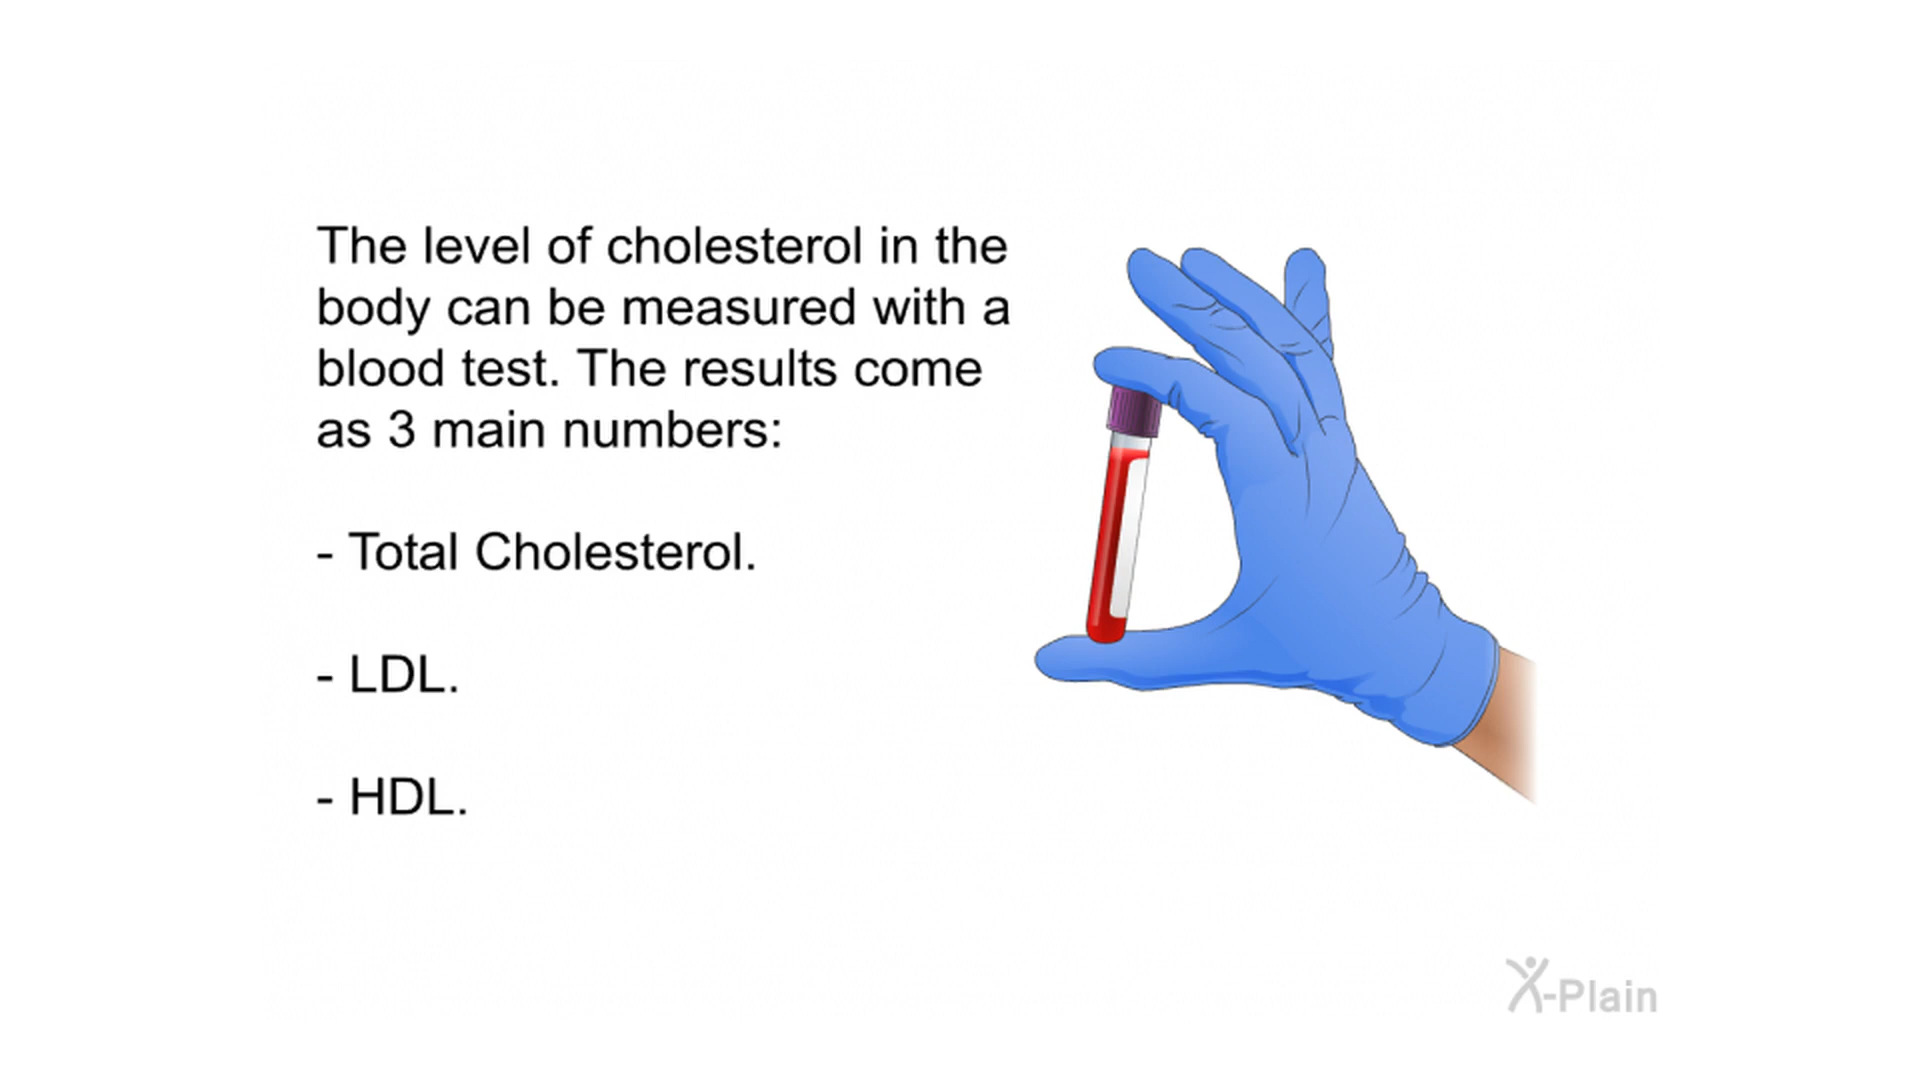 The level of cholesterol in the
body can be measured with a
blood test. The results come
as 3 main numbers:
- Total Cholesterol.
- LDL.
- HDL.
X-Plain